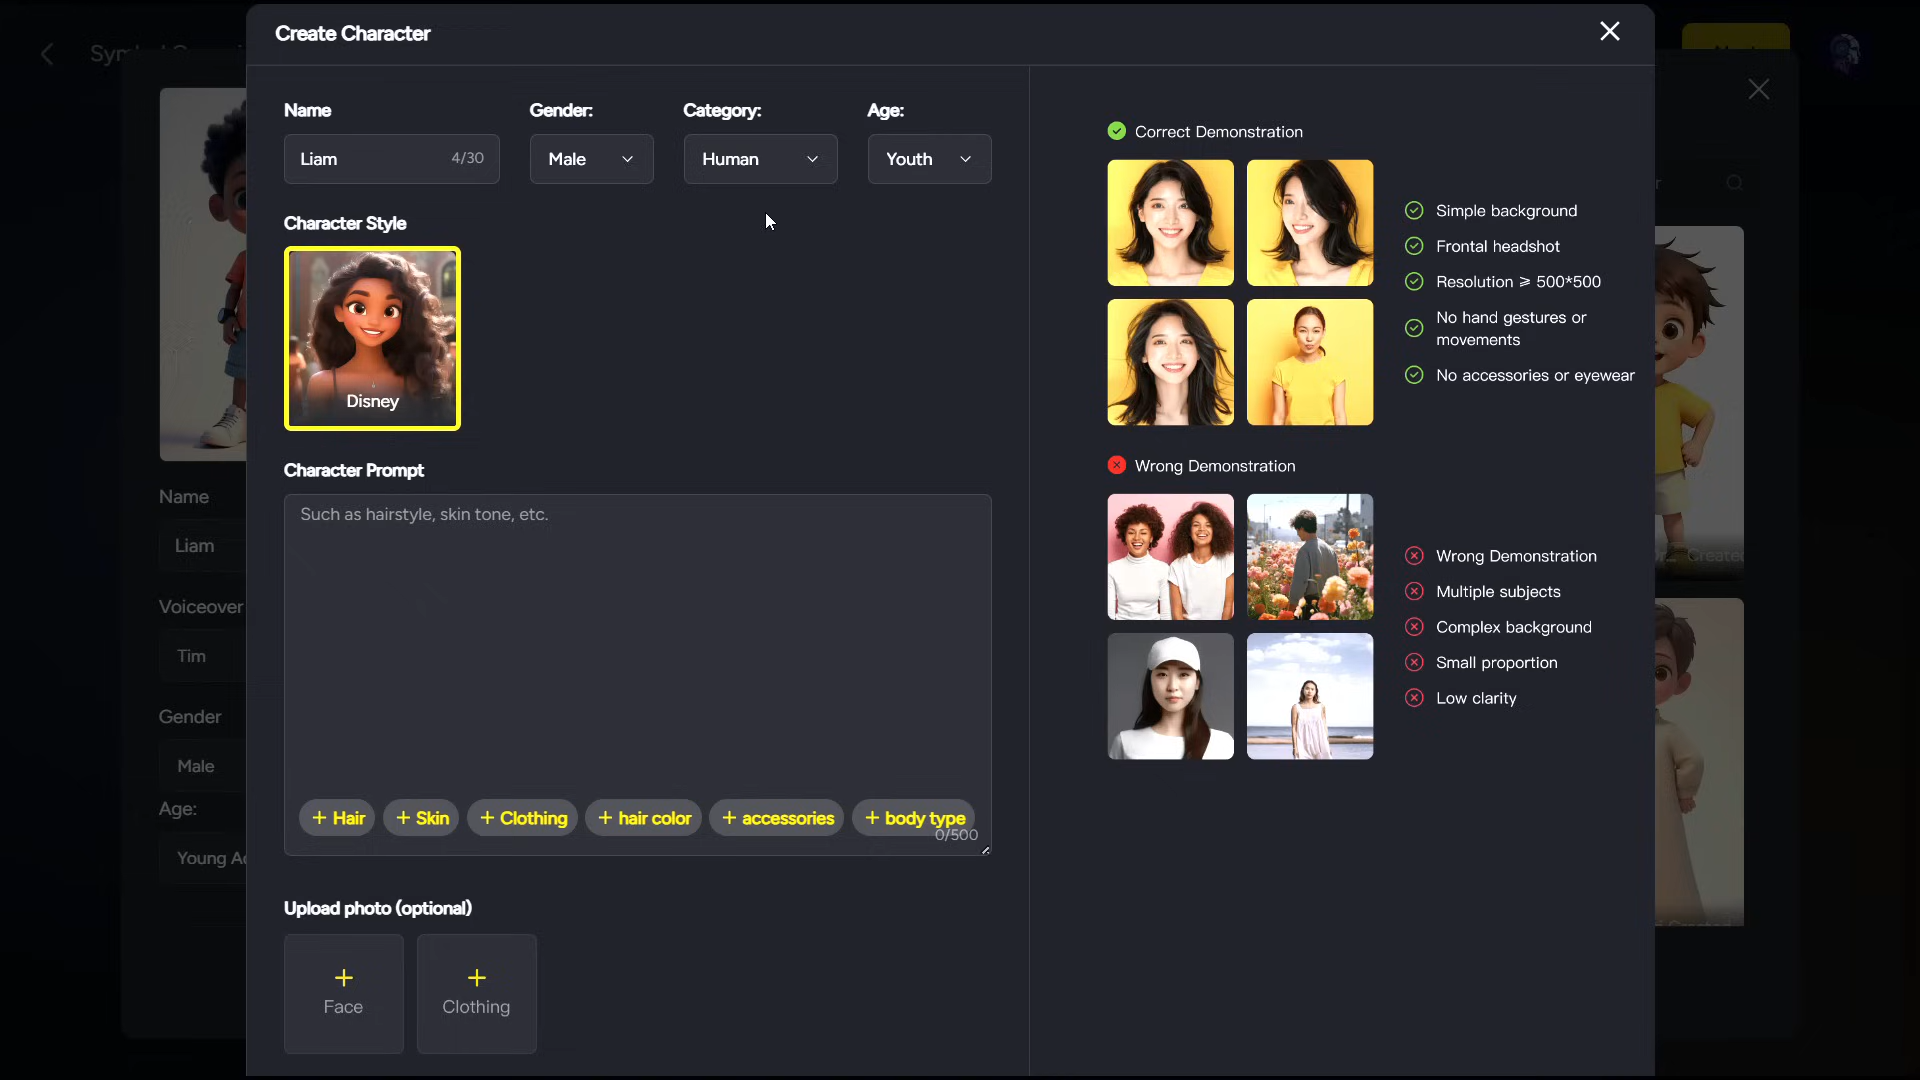 Create Character
Name
Gender:
Category:
Age:
Liam
4/30
Male
Human
Youth
Character Style
Disney
Character Prompt
Such as hairstyle, skin tone, etc.
+ Hair
+ Skin
+ Clothing
+ hair color
+ accessories
+ body type
0/500
Upload photo (optional)
+
Face
+
Clothing
Correct Demonstration
Simple background
Frontal headshot
Resolution ≥ 500*500
No hand gestures or
movements
No accessories or eyewear
Wrong Demonstration
Wrong Demonstration
Multiple subjects
Complex background
Small proportion
Low clarity
Name
Liam
Voiceover
Tim
Gender
Male
Age:
Young